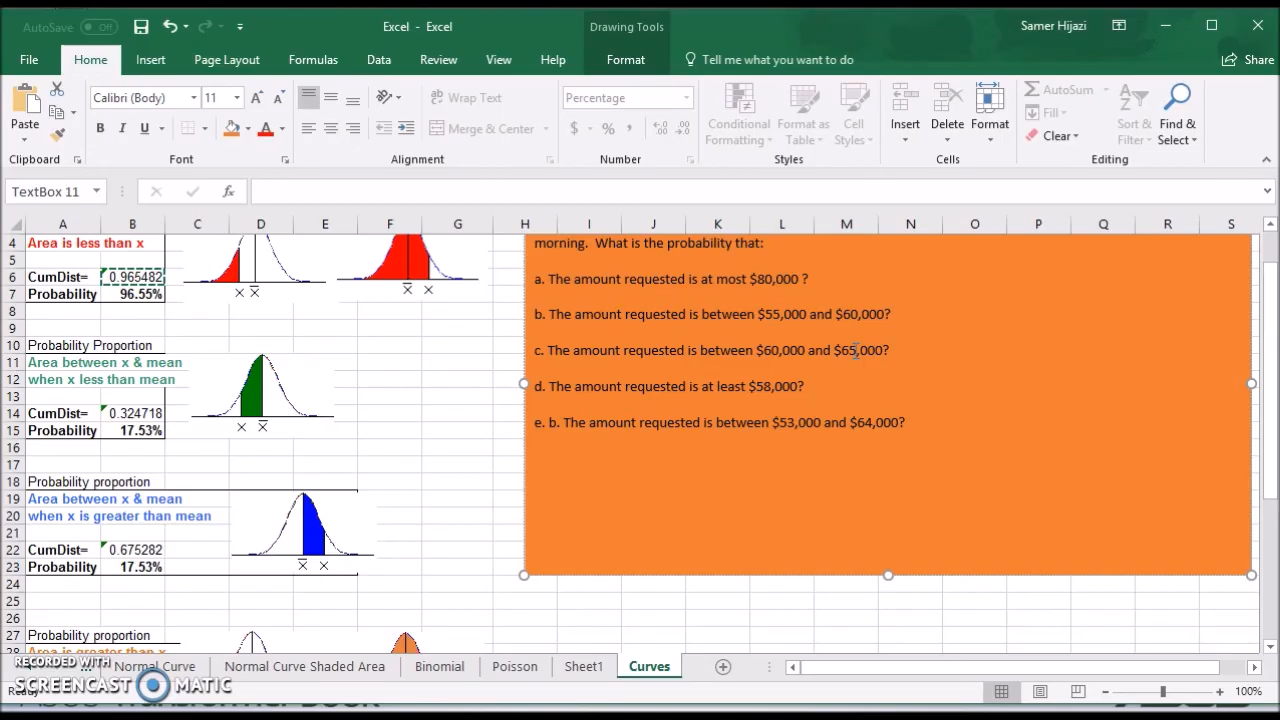 AutoSave Off
Excel - Excel
Drawing Tools
Samer Hijazi
File Home Insert Page Layout Formulas Data Review View Help Format Tell me what you want to do Share
Paste
Calibri (Body) 11
Wrap Text
Merge & Center
Percentage
Conditional Formatting
Format as Table
Cell Styles
Insert Delete Format
AutoSum
Fill
Clear
Sort & Filter
Find & Select
Clipboard Font Alignment Number Styles Cells Editing
TextBox 11
fx
A B C D E F G H I J K L M N O P Q R S
4 Area is less than x
5
6 CumDist= 0.965482
7 Probability 96.55%
8
9
10 Probability Proportion
11 Area between x & mean
12 when x less than mean
13
14 CumDist= 0.324718
15 Probability 17.53%
16
17
18 Probability proportion
19 Area between x & mean
20 when x is greater than mean
21
22 CumDist= 0.675282
23 Probability 17.53%
24
25
26
27 Probability proportion
28 Area is greater than x
x x x x
x x
x x
morning. What is the probability that:
a. The amount requested is at most $80,000 ?
b. The amount requested is between $55,000 and $60,000?
c. The amount requested is between $60,000 and $65,000?
d. The amount requested is at least $58,000?
e. b. The amount requested is between $53,000 and $64,000?
... Normal Curve Normal Curve Shaded Area Binomial Poisson Sheet1 Curves
RECORDED WITH
SCREENCAST MATIC
100%